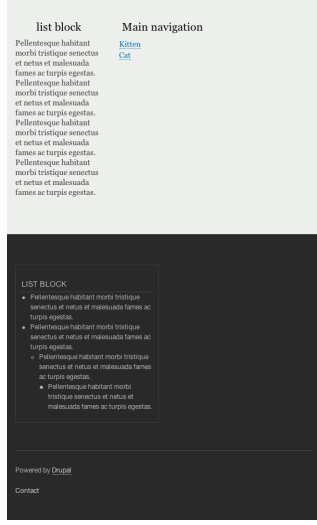 list block
Pellentesque habitant
morbi tristique senectus
et netus et malesuada
fames ac turpis egestas.
Pellentesque habitant
morbi tristique senectus
et netus et malesuada
fames ac turpis egestas.
Pellentesque habitant
morbi tristique senectus
et netus et malesuada
fames ac turpis egestas.
Pellentesque habitant
morbi tristique senectus
et netus et malesuada
fames ac turpis egestas.
Main navigation
Kitten
Cat
LIST BLOCK
Pellentesque habitant morbi tristique
senectus et netus et malesuada fames ac
turpis egestas.
Pellentesque habitant morbi tristique
senectus et netus et malesuada fames ac
turpis egestas.
Pellentesque habitant morbi tristique
senectus et netus et malesuada fames
ac turpis egestas.
Pellentesque habitant morbi
tristique senectus et netus et
malesuada fames ac turpis egestas.
Powered by Drupal
Contact